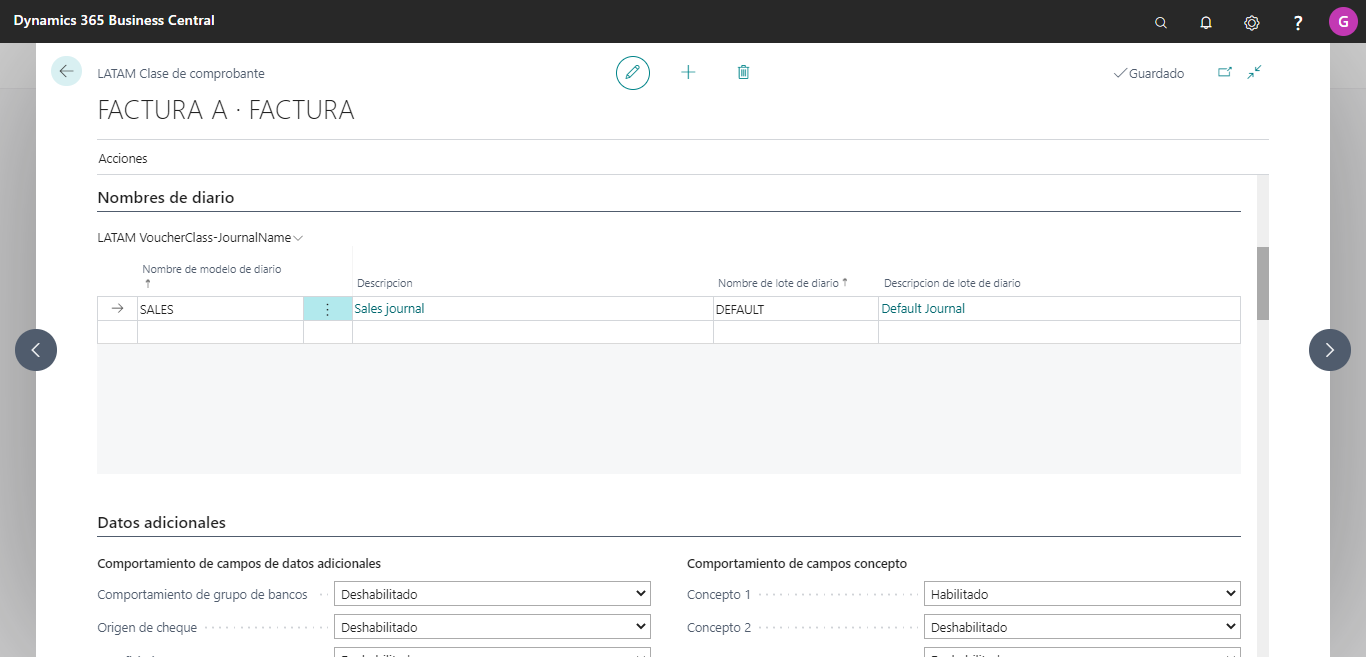 Dynamics 365 Business Central
?
G
LATAM Clase de comprobante
Guardado
FACTURA A · FACTURA
Acciones
Nombres de diario
LATAM VoucherClass-JournalName
Nombre de modelo de diario ↑
Descripcion
Nombre de lote de diario ↑
Descripcion de lote de diario
SALES
Sales journal
DEFAULT
Default Journal
Datos adicionales
Comportamiento de campos de datos adicionales
Comportamiento de campos concepto
Comportamiento de grupo de bancos
Deshabilitado
Concepto 1
Habilitado
Origen de cheque
Deshabilitado
Concepto 2
Deshabilitado